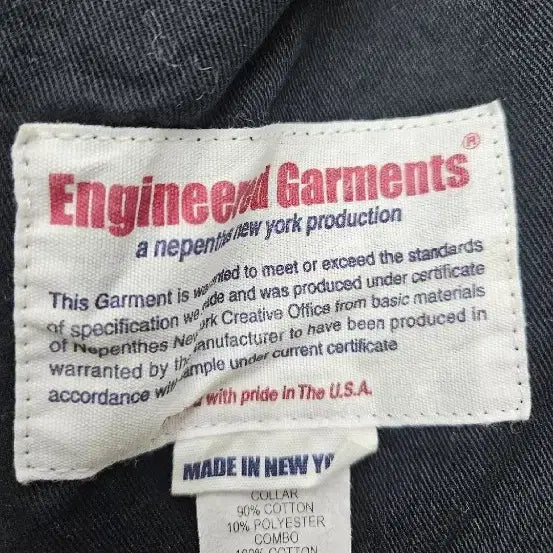 Engineered Garments®
a nepenthes new york production
This Garment is warranted to meet or exceed the standards
of specification we made and was produced under certificate
of Nepenthes New York Creative Office from basic materials
warranted by the manufacturer to have been produced in
accordance with sample under current certificate
with pride in The U.S.A.
MADE IN NEW
COLLAR
90% COTTON
10% POLYESTER
COMBO
100% COTTON